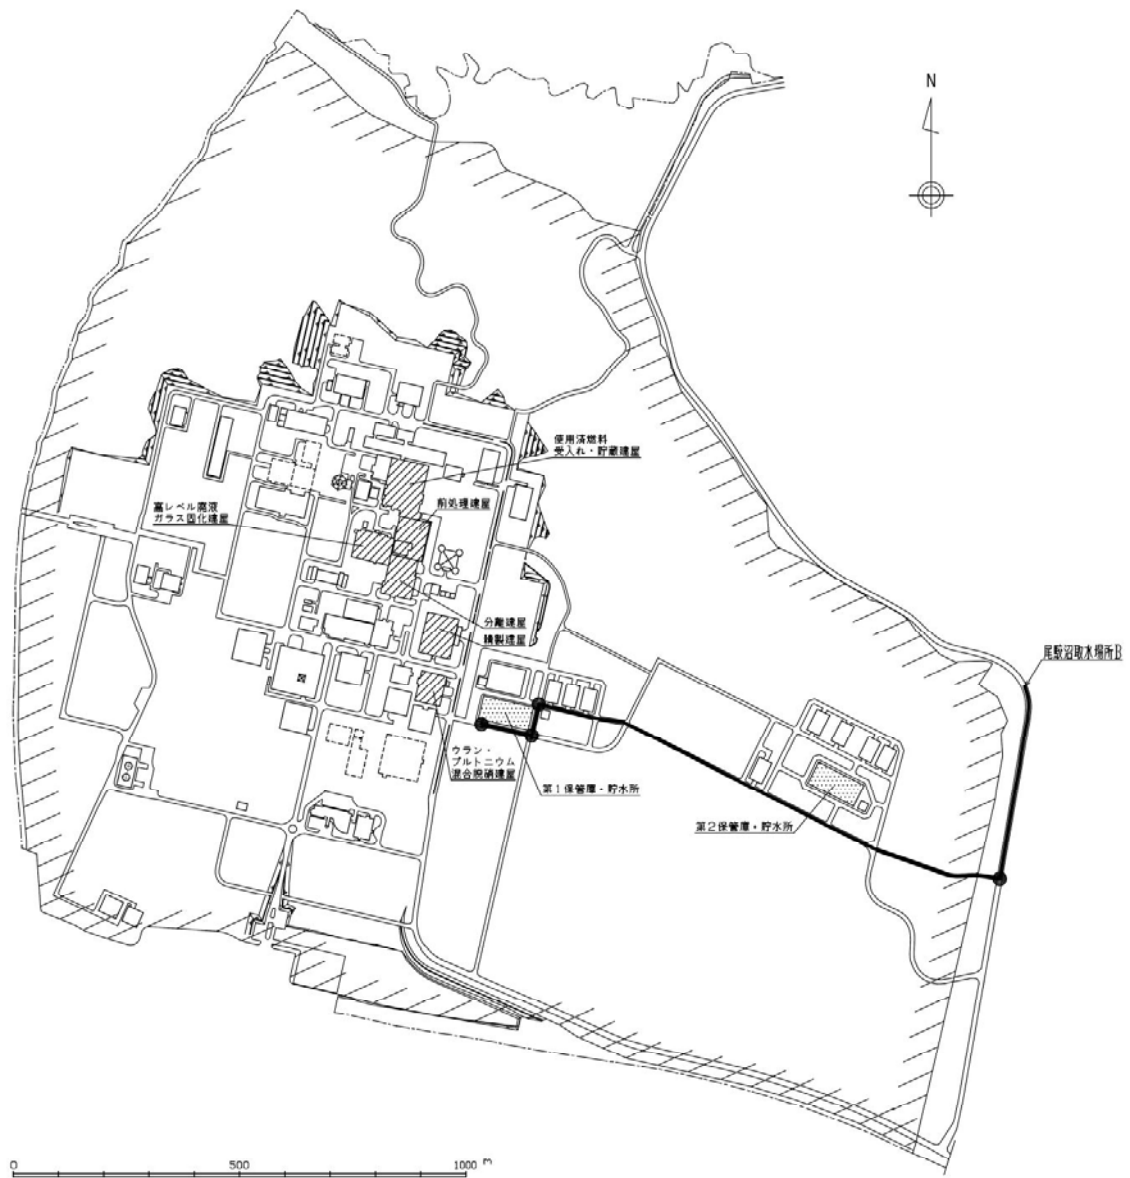 N
使用済燃料
受入れ・貯蔵建屋
前処理建屋
高レベル廃液
ガラス固化建屋
分離建屋
精製建屋
尾駮沼取水場所B
ウラン・
プルトニウム
混合脱硝建屋
第1保管庫・貯水所
第2保管庫・貯水所
0 500 1000 m